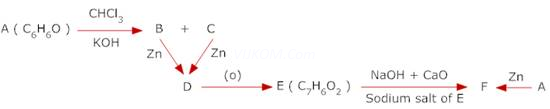 CHCl3
A ( C6H6O ) KOH B + C
Zn Zn
D (o) E ( C7H6O2 ) NaOH + CaO Sodium salt of E F Zn A